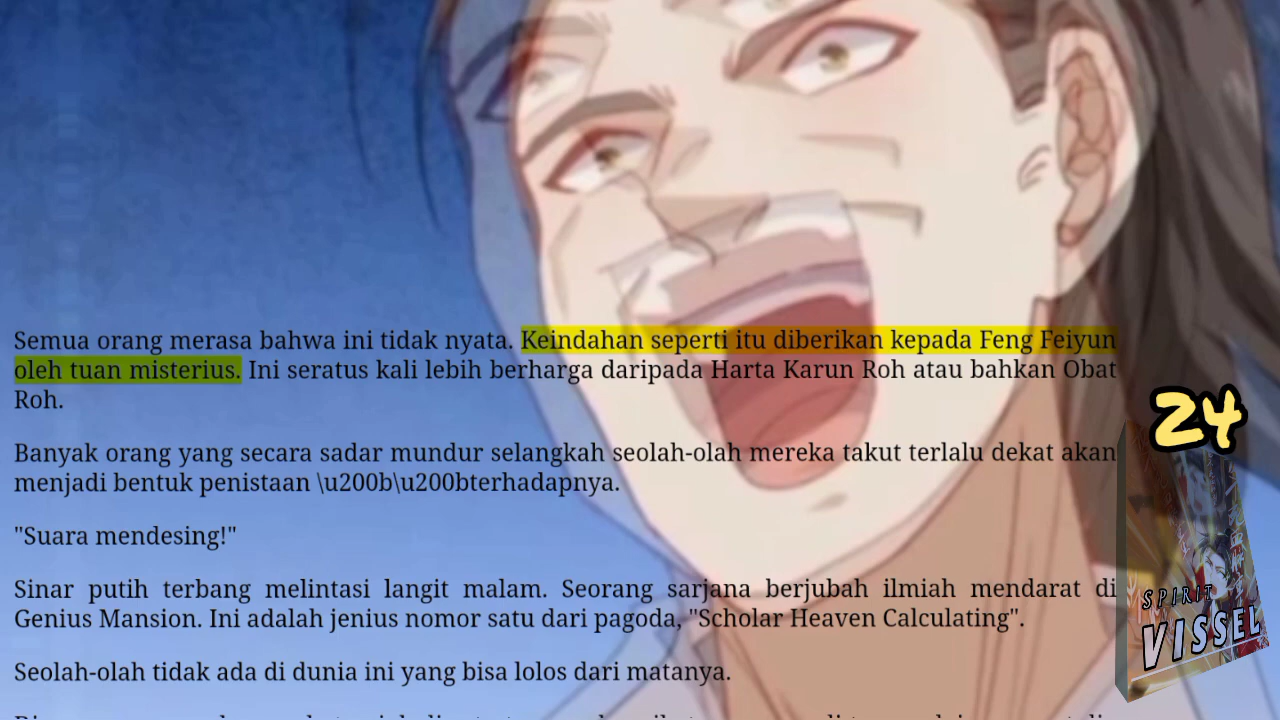 Semua orang merasa bahwa ini tidak nyata. Keindahan seperti itu diberikan kepada Feng Feiyun
oleh tuan misterius. Ini seratus kali lebih berharga daripada Harta Karun Roh atau bahkan Obat
Roh.
Banyak orang yang secara sadar mundur selangkah seolah-olah mereka takut terlalu dekat akan
menjadi bentuk penistaan \u200b\u200bterhadapnya.
"Suara mendesing!"
Sinar putih terbang melintasi langit malam. Seorang sarjana berjubah ilmiah mendarat di
Genius Mansion. Ini adalah jenius nomor satu dari pagoda, "Scholar Heaven Calculating".
Seolah-olah tidak ada di dunia ini yang bisa lolos dari matanya.
24
SPIRIT
VISSEL